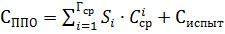 С_ППО = ∑_{i=1}^{Г_ср} S_i · C_ср^i + С_испыт